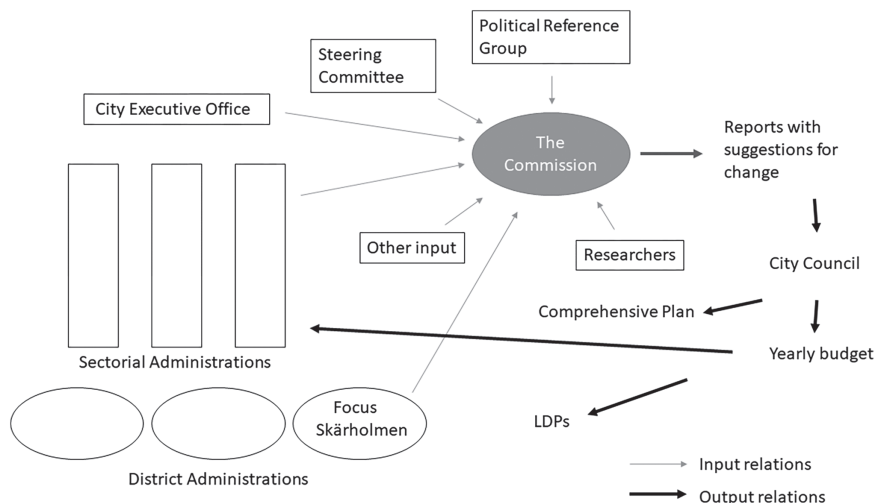 Political Reference
Group
Steering
Committee
City Executive Office
The
Commission
Reports with
suggestions for
change
Other input
Researchers
City Council
Comprehensive Plan
Yearly budget
Sectorial Administrations
Focus
Skärholmen
LDPs
District Administrations
Input relations
Output relations